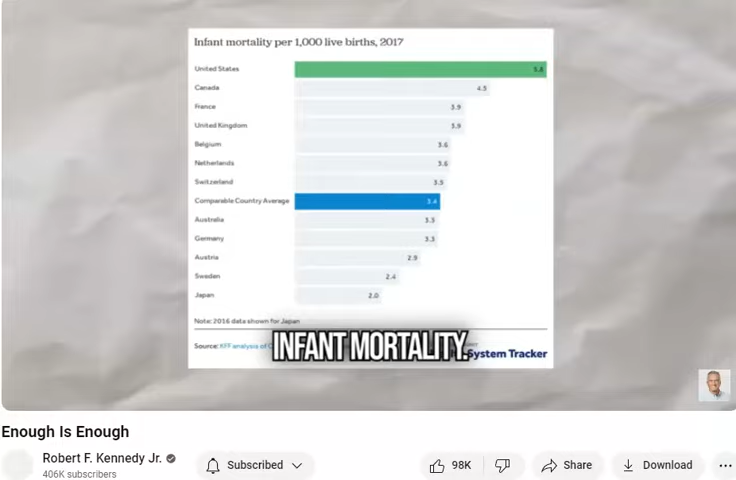 Infant mortality per 1,000 live births, 2017
United States 5.8
Canada 4.5
France 3.9
United Kingdom 3.9
Belgium 3.6
Netherlands 3.6
Switzerland 3.5
Comparable Country Average 3.4
Australia 3.3
Germany 3.3
Austria 2.9
Sweden 2.4
Japan 2.0
Note: 2016 data shown for Japan
Source: KFF analysis of
System Tracker
INFANT MORTALITY.
Enough Is Enough
Robert F. Kennedy Jr.
406K subscribers
Subscribed
98K
Share
Download